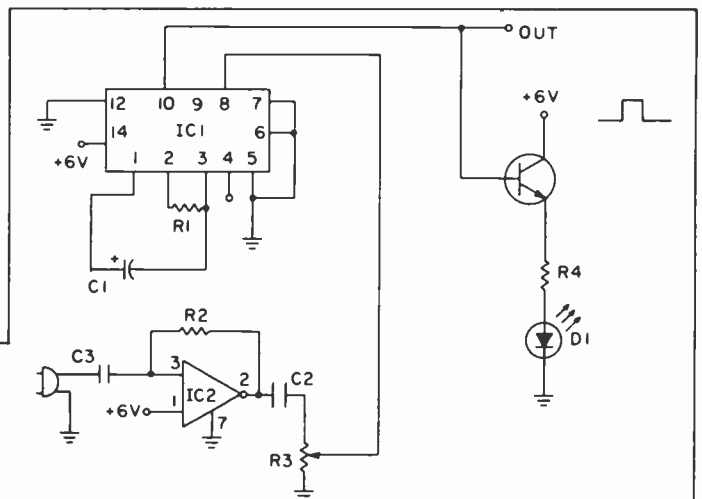 OUT
+6V
12 10 9 8 7
IC1
14 6
+6V
1 2 3 4 5
R1
+
C1
R4
D1
R2
C3
3 2 C2
IC2
+6V 1
7
R3